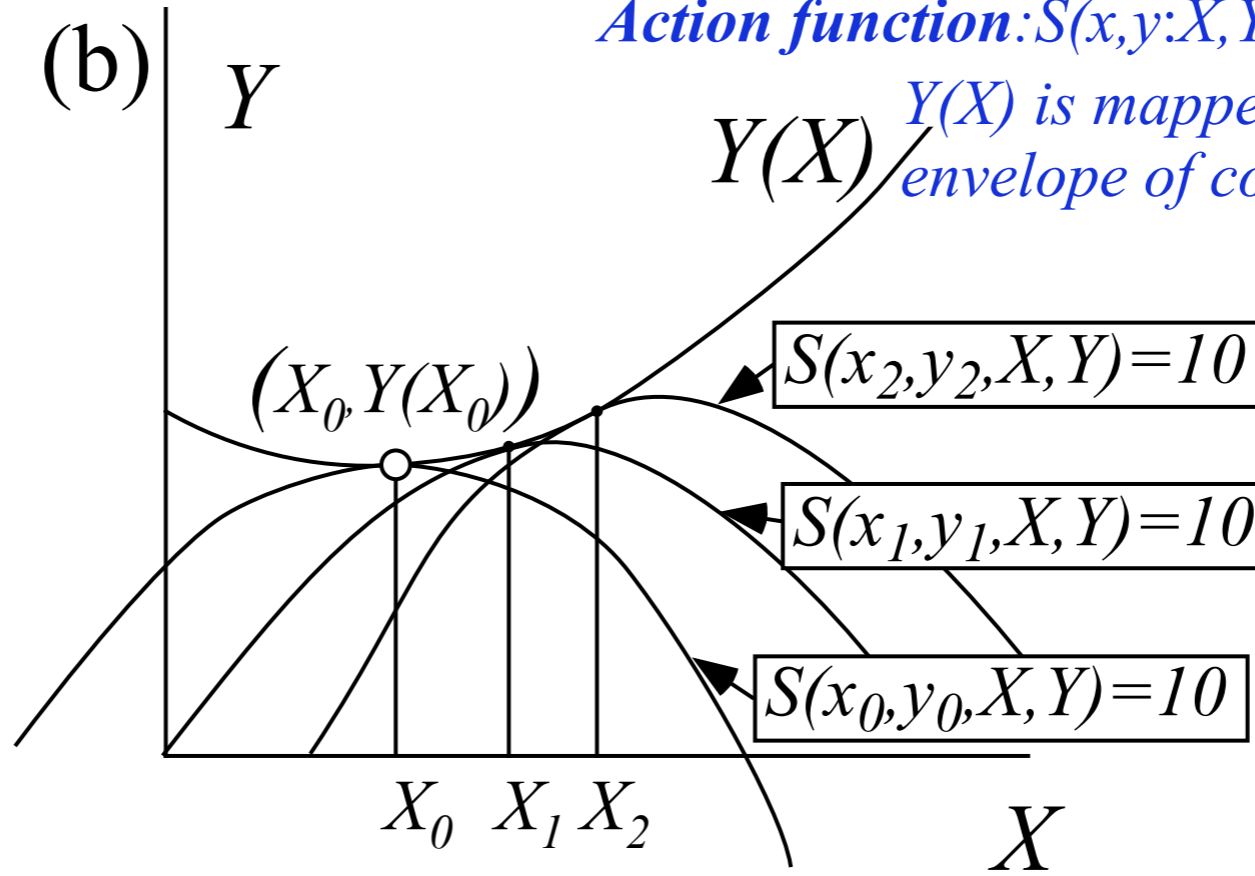 (b)
Action function:S(x,y:X,Y
Y
Y(X) is mappe
Y(X)
envelope of co
(X₀,Y(X₀))
S(x₂,y₂,X,Y)=10
S(x₁,y₁,X,Y)=10
S(x₀,y₀,X,Y)=10
X₀ X₁ X₂
X